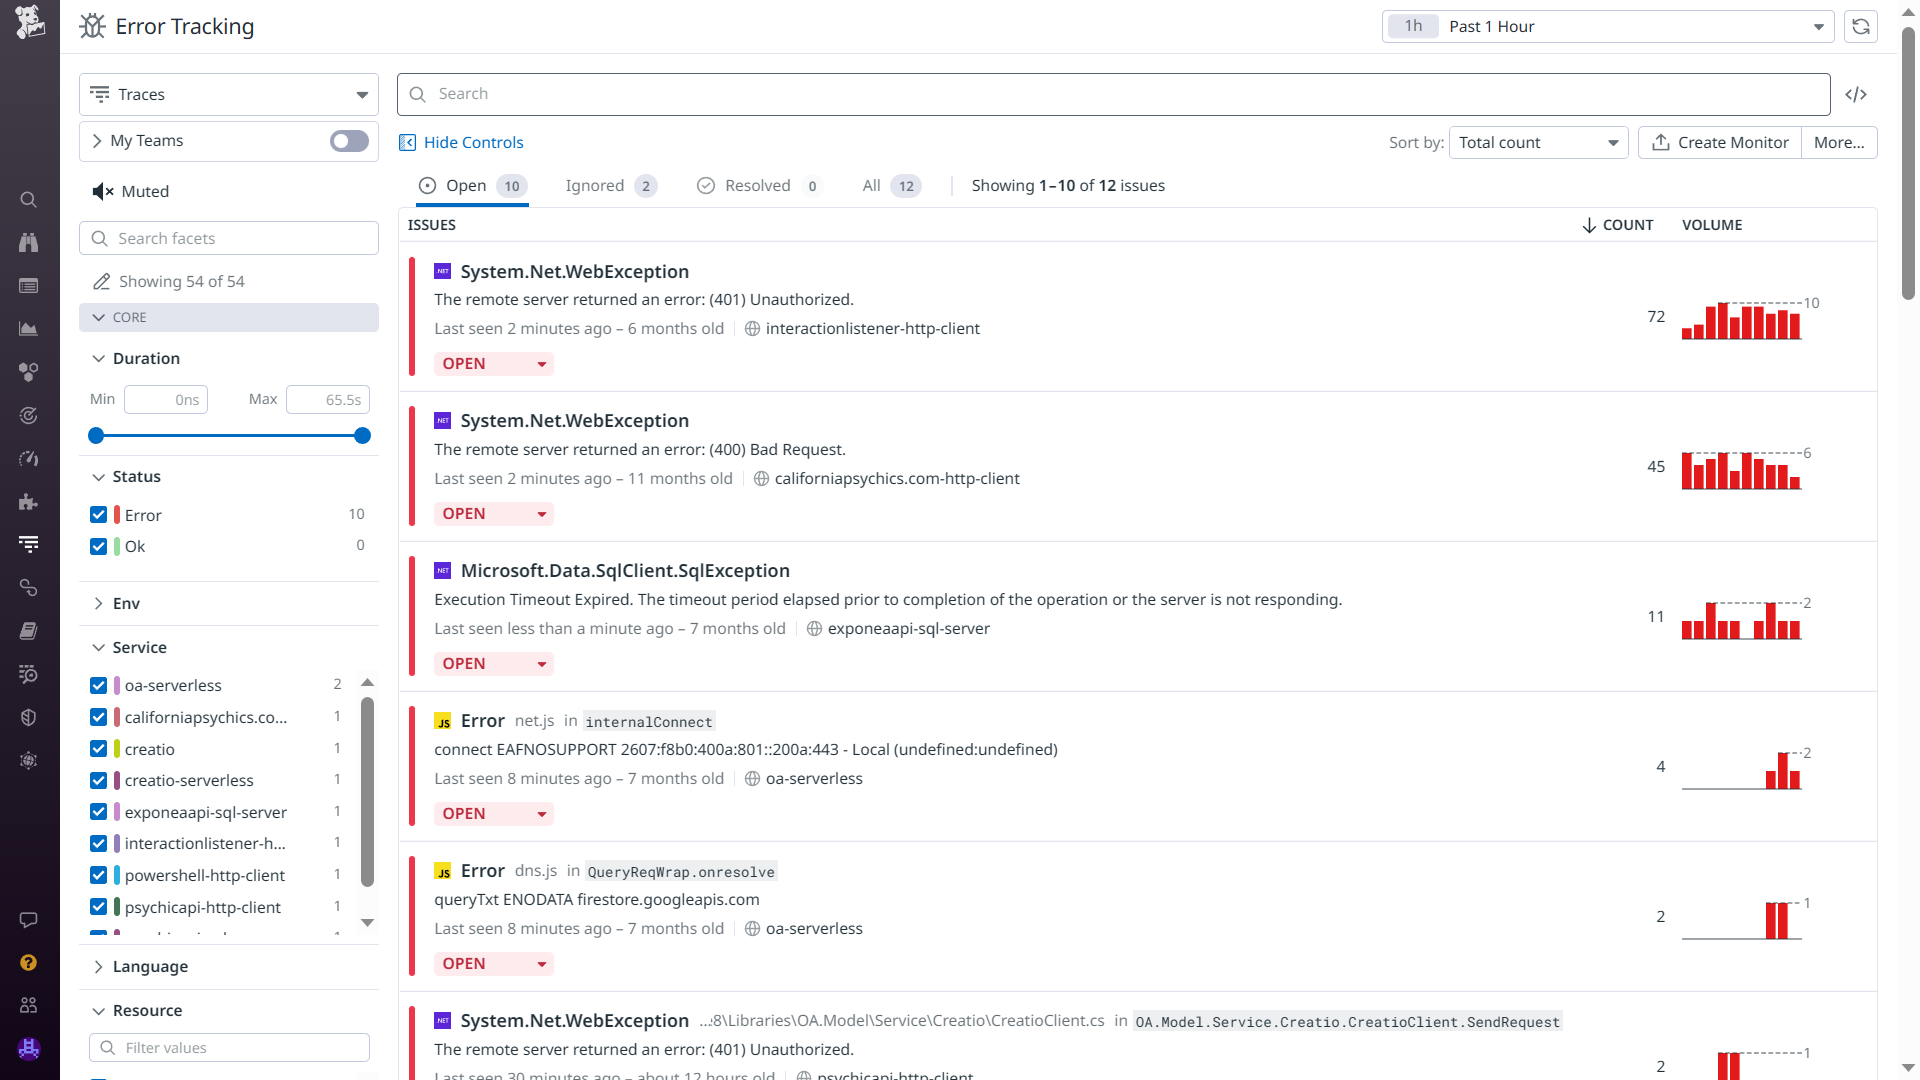 Error Tracking
1h Past 1 Hour
Traces
Search
My Teams
Hide Controls
Sort by: Total count
Create Monitor More...
Muted
Open 10 Ignored 2 Resolved 0 All 12 Showing 1–10 of 12 issues
Search facets
ISSUES COUNT VOLUME
Showing 54 of 54
CORE
Duration
Min 0ns Max 65.5s
Status
Error 10
Ok 0
Env
Service
oa-serverless 2
californiapsychics.co... 1
creatio 1
creatio-serverless 1
exponeaapi-sql-server 1
interactionlistener-h... 1
powershell-http-client 1
psychicapi-http-client 1
Language
Resource
Filter values
System.Net.WebException
The remote server returned an error: (401) Unauthorized.
Last seen 2 minutes ago – 6 months old interactionlistener-http-client
OPEN
72 10
System.Net.WebException
The remote server returned an error: (400) Bad Request.
Last seen 2 minutes ago – 11 months old californiapsychics.com-http-client
OPEN
45 6
Microsoft.Data.SqlClient.SqlException
Execution Timeout Expired. The timeout period elapsed prior to completion of the operation or the server is not responding.
Last seen less than a minute ago – 7 months old exponeaapi-sql-server
OPEN
11 2
JS Error net.js in internalConnect
connect EAFNOSUPPORT 2607:f8b0:400a:801::200a:443 - Local (undefined:undefined)
Last seen 8 minutes ago – 7 months old oa-serverless
OPEN
4 2
JS Error dns.js in QueryReqWrap.onresolve
queryTxt ENODATA firestore.googleapis.com
Last seen 8 minutes ago – 7 months old oa-serverless
OPEN
2 1
System.Net.WebException ...8\Libraries\OA.Model\Service\Creatio\CreatioClient.cs in OA.Model.Service.Creatio.CreatioClient.SendRequest
The remote server returned an error: (401) Unauthorized.
Last seen 30 minutes ago – about 12 hours old psychicapi-http-client
2 1